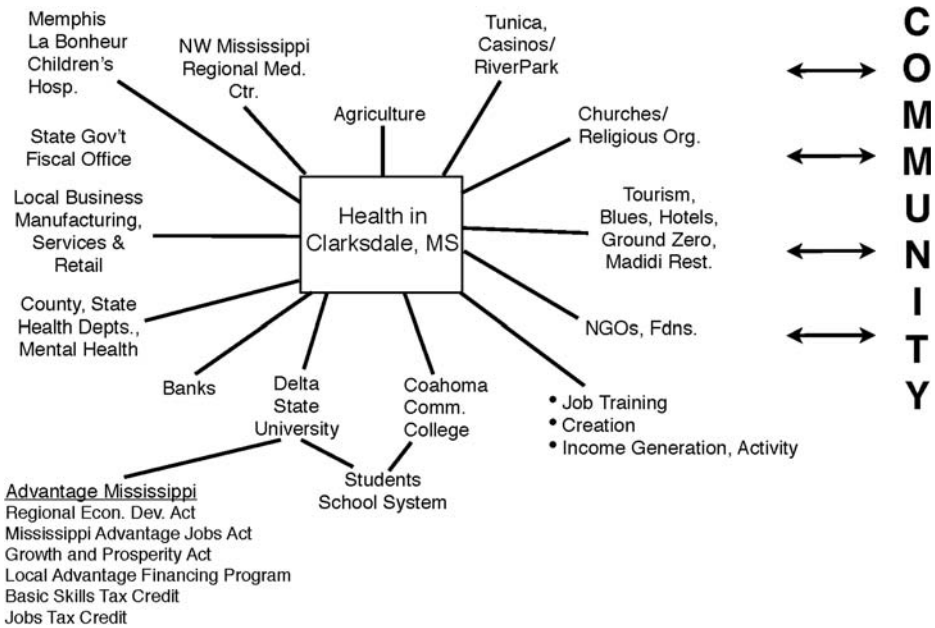 Memphis
La Bonheur
Children's
Hosp.
NW Mississippi
Regional Med.
Ctr.
Agriculture
Tunica,
Casinos/
RiverPark
Churches/
Religious Org.
State Gov't
Fiscal Office
Local Business
Manufacturing,
Services &
Retail
Health in
Clarksdale, MS
Tourism,
Blues, Hotels,
Ground Zero,
Madidi Rest.
County, State
Health Depts.,
Mental Health
NGOs, Fdns.
Banks
Delta
State
University
Coahoma
Comm.
College
• Job Training
• Creation
• Income Generation, Activity
Students
School System
Advantage Mississippi
Regional Econ. Dev. Act
Mississippi Advantage Jobs Act
Growth and Prosperity Act
Local Advantage Financing Program
Basic Skills Tax Credit
Jobs Tax Credit
C
O
M
M
U
N
I
T
Y